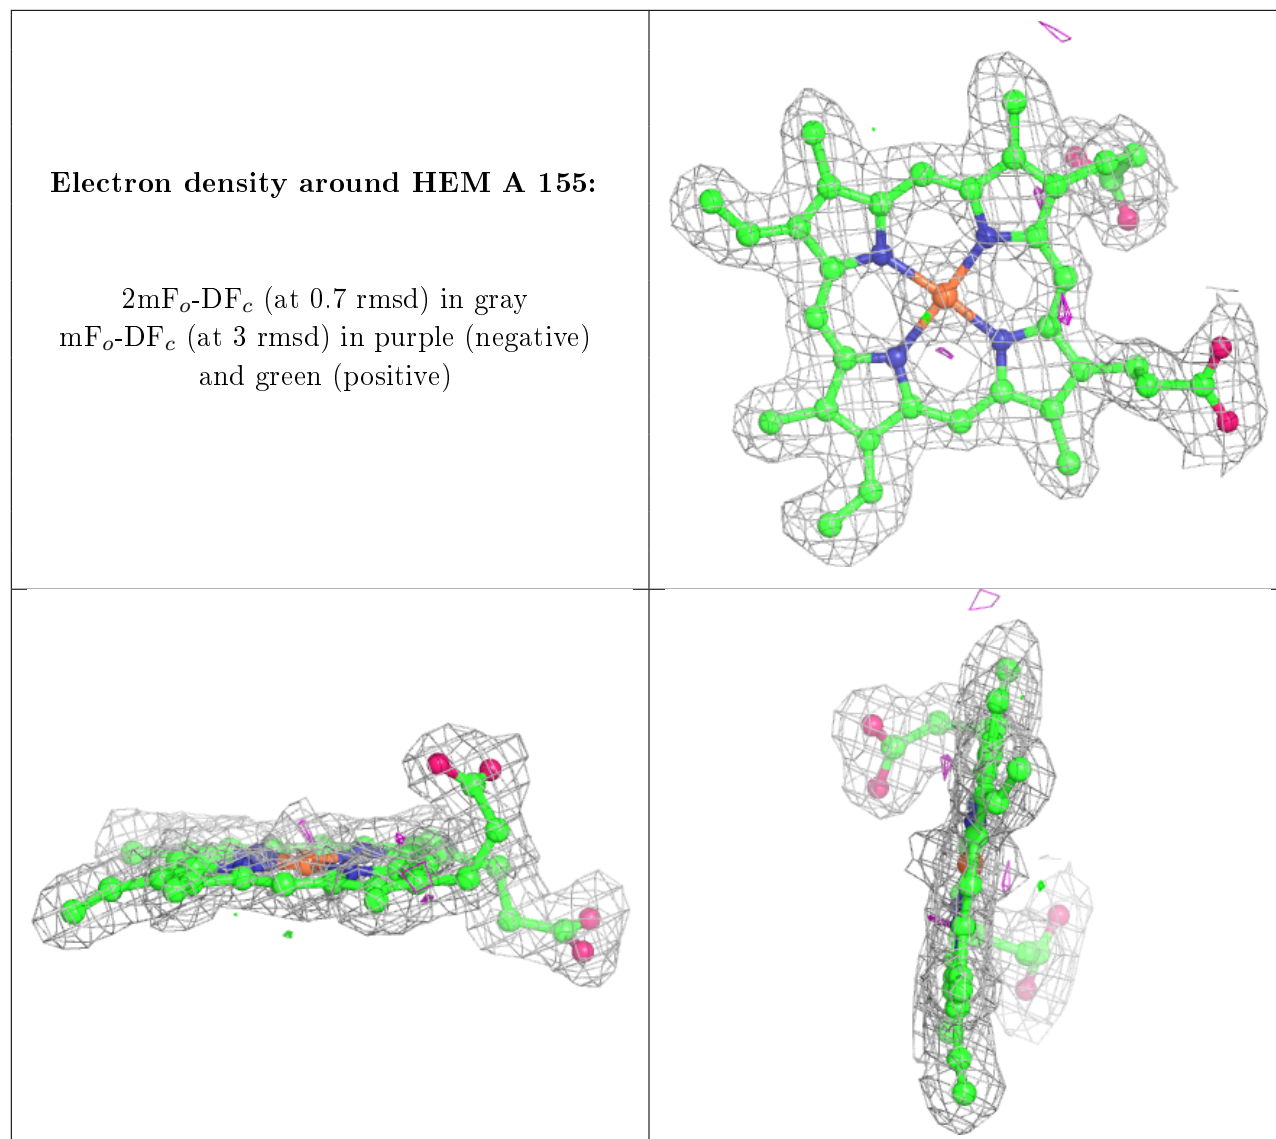 Electron density around HEM A 155:
2mFₒ-DF𝒸 (at 0.7 rmsd) in gray
mFₒ-DF𝒸 (at 3 rmsd) in purple (negative)
and green (positive)